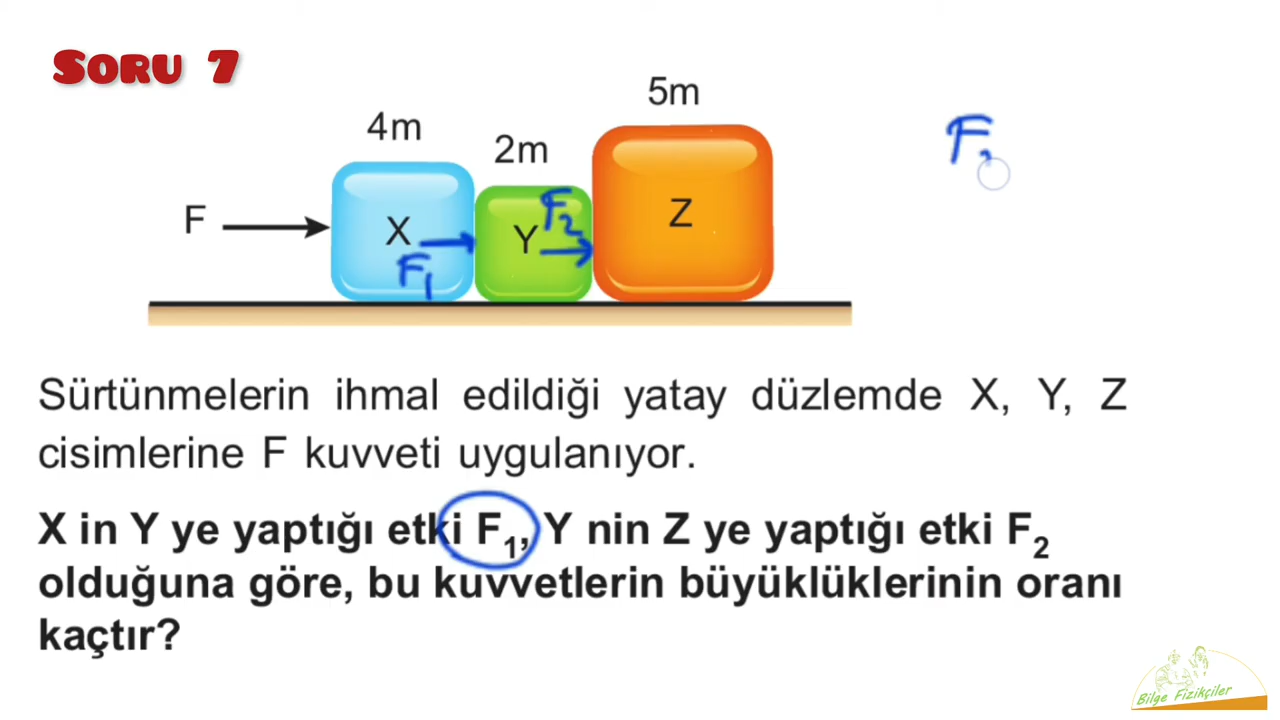 SORU 7
5m
4m
2m
F
F
X
Y
F2
Z
F1
Sürtünmelerin ihmal edildiği yatay düzlemde X, Y, Z
cisimlerine F kuvveti uygulanıyor.
X in Y ye yaptığı etki F1, Y nin Z ye yaptığı etki F2
olduğuna göre, bu kuvvetlerin büyüklüklerinin oranı
kaçtır?
Bilge Fizikçiler